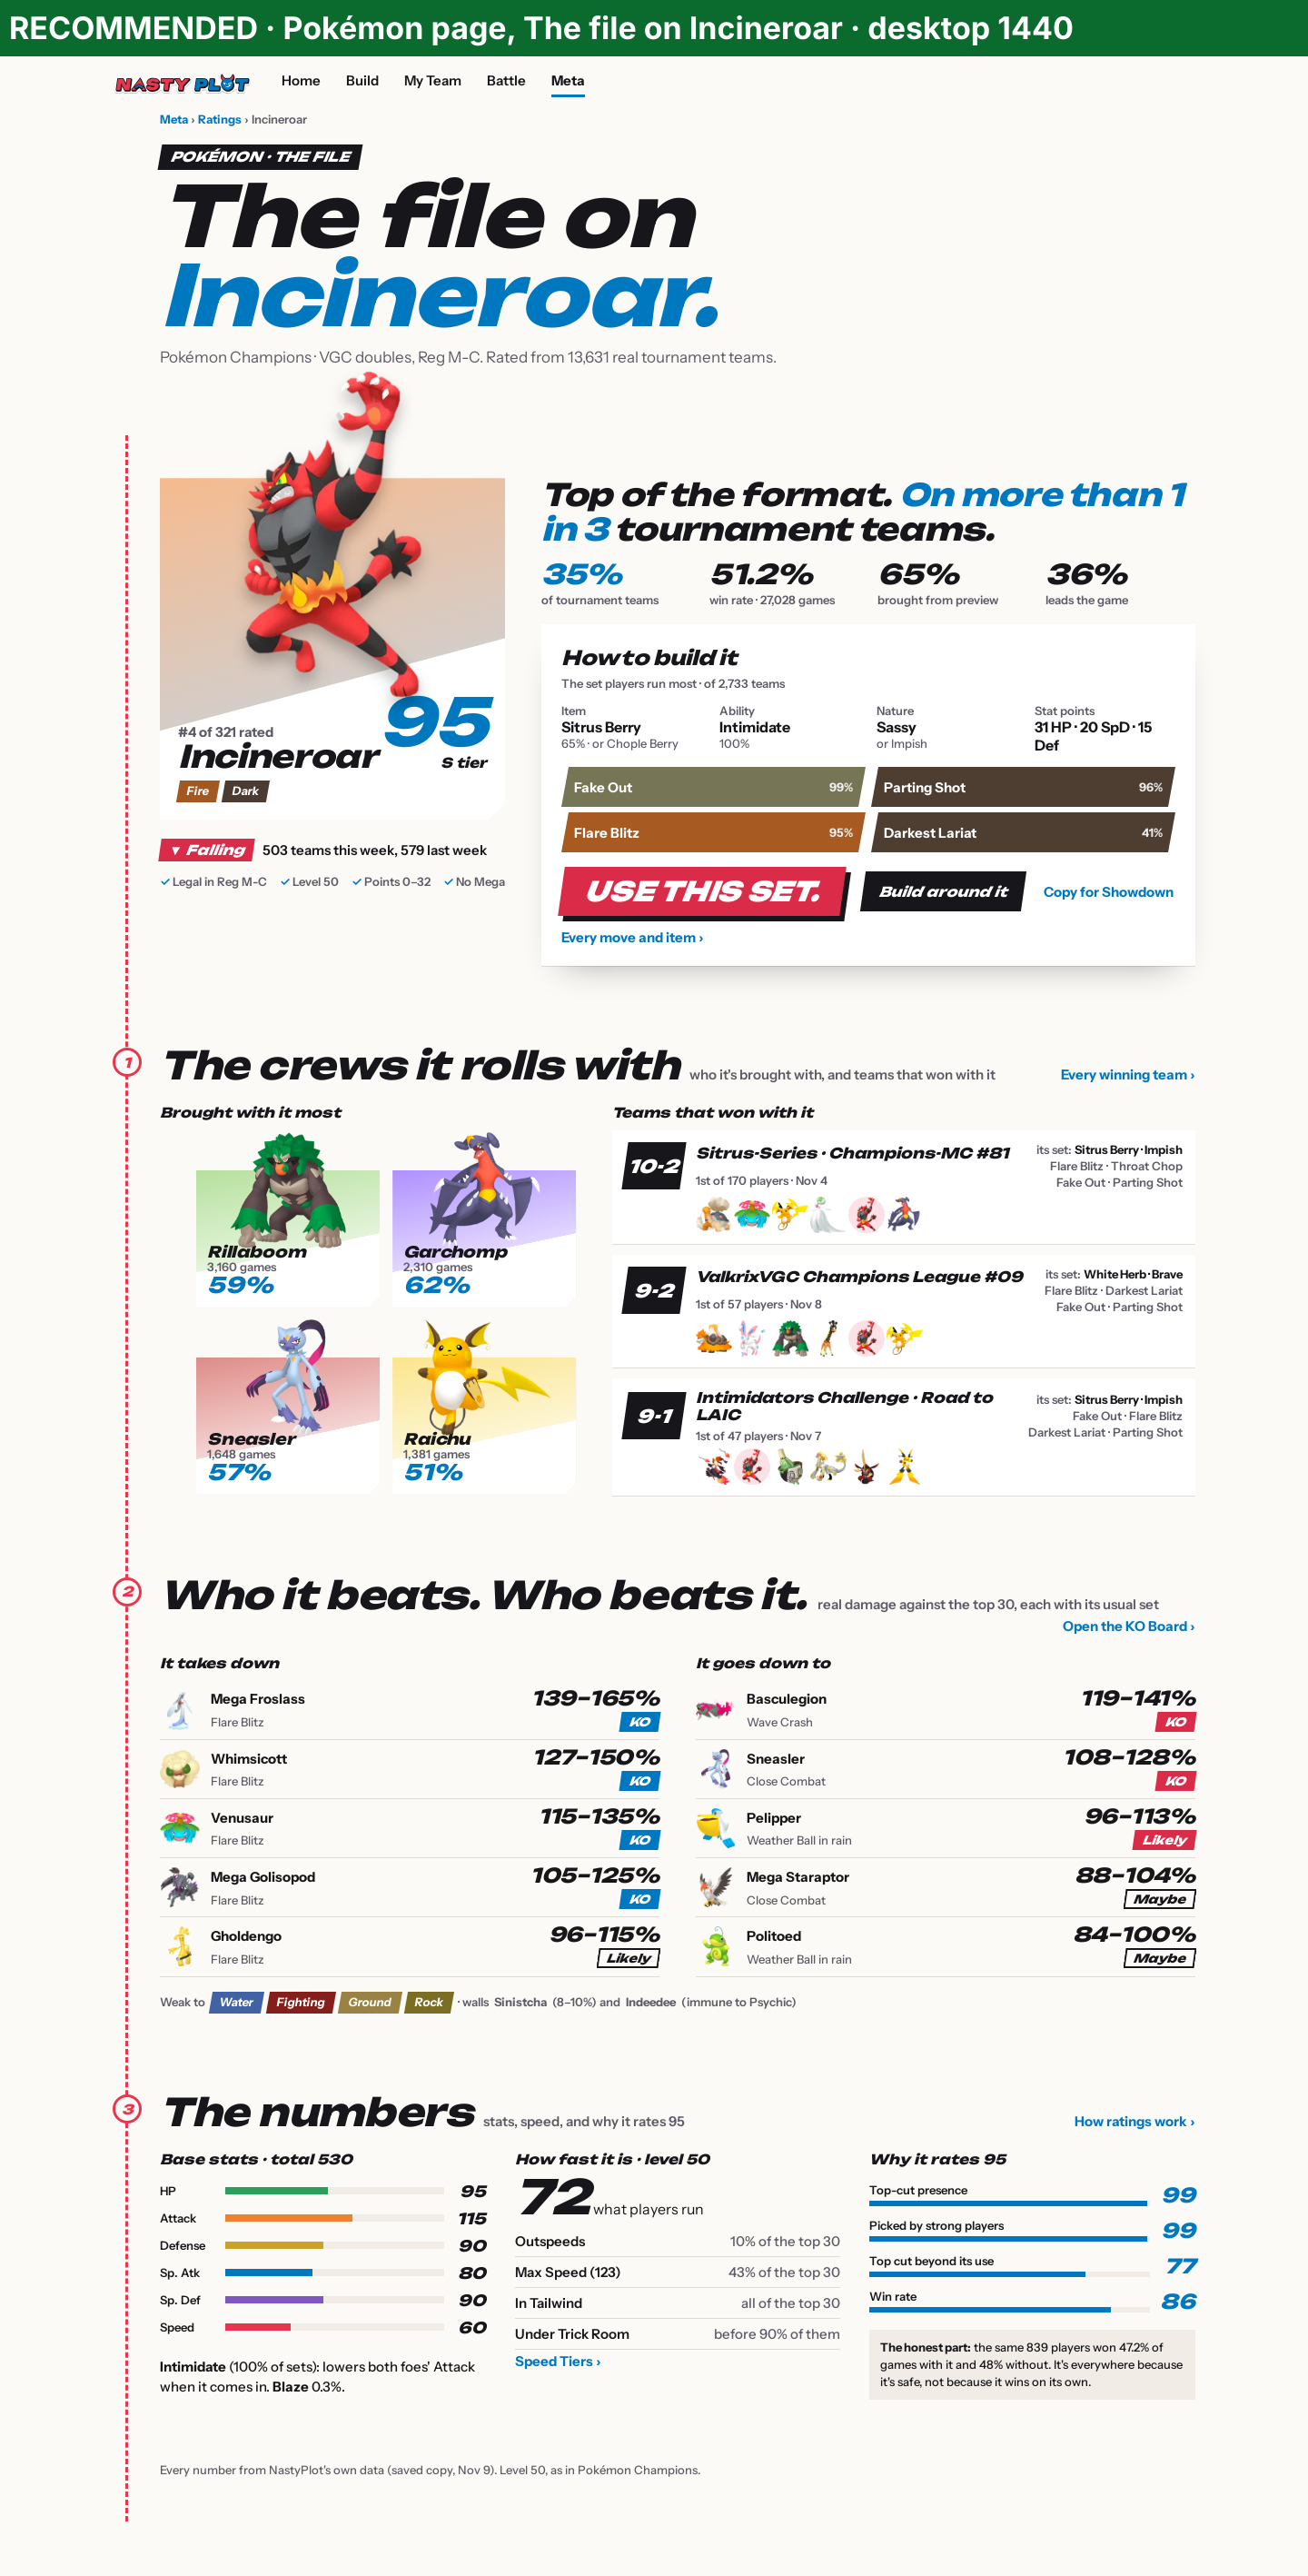 RECOMMENDED · Pokémon page, The file on Incineroar · desktop 1440
NASTY PLOT
Home
Build
My Team
Battle
Meta
Meta › Ratings › Incineroar
POKÉMON · THE FILE
The file on
Incineroar.
Pokémon Champions · VGC doubles, Reg M-C. Rated from 13,631 real tournament teams.
#4 of 321 rated
Incineroar
95
S tier
Fire
Dark
▼ Falling
503 teams this week, 579 last week
✓ Legal in Reg M-C
✓ Level 50
✓ Points 0–32
✓ No Mega
Top of the format. On more than 1
in 3 tournament teams.
35%
of tournament teams
51.2%
win rate · 27,028 games
65%
brought from preview
36%
leads the game
How to build it
The set players run most · of 2,733 teams
Item
Sitrus Berry
65% · or Chople Berry
Ability
Intimidate
100%
Nature
Sassy
or Impish
Stat points
31 HP · 20 SpD · 15
Def
Fake Out 99%
Parting Shot 96%
Flare Blitz 95%
Darkest Lariat 41%
USE THIS SET.
Build around it
Copy for Showdown
Every move and item ›
1
The crews it rolls with
who it's brought with, and teams that won with it
Every winning team ›
Brought with it most
Rillaboom
3,160 games
59%
Garchomp
2,310 games
62%
Sneasler
1,648 games
57%
Raichu
1,381 games
51%
Teams that won with it
10-2
Sitrus-Series · Champions-MC #81
1st of 170 players · Nov 4
its set: Sitrus Berry · Impish
Flare Blitz · Throat Chop
Fake Out · Parting Shot
9-2
ValkrixVGC Champions League #09
1st of 57 players · Nov 8
its set: White Herb · Brave
Flare Blitz · Darkest Lariat
Fake Out · Parting Shot
9-1
Intimidators Challenge · Road to
LAIC
1st of 47 players · Nov 7
its set: Sitrus Berry · Impish
Fake Out · Flare Blitz
Darkest Lariat · Parting Shot
2
Who it beats. Who beats it.
real damage against the top 30, each with its usual set
Open the KO Board ›
It takes down
Mega Froslass
Flare Blitz
139–165%
KO
Whimsicott
Flare Blitz
127–150%
KO
Venusaur
Flare Blitz
115–135%
KO
Mega Golisopod
Flare Blitz
105–125%
KO
Gholdengo
Flare Blitz
96–115%
Likely
It goes down to
Basculegion
Wave Crash
119–141%
KO
Sneasler
Close Combat
108–128%
KO
Pelipper
Weather Ball in rain
96–113%
Likely
Mega Staraptor
Close Combat
88–104%
Maybe
Politoed
Weather Ball in rain
84–100%
Maybe
Weak to Water Fighting Ground Rock · walls Sinistcha (8–10%) and Indeedee (immune to Psychic)
3
The numbers
stats, speed, and why it rates 95
How ratings work ›
Base stats · total 530
HP 95
Attack 115
Defense 90
Sp. Atk 80
Sp. Def 90
Speed 60
Intimidate (100% of sets): lowers both foes' Attack
when it comes in. Blaze 0.3%.
How fast it is · level 50
72 what players run
Outspeeds 10% of the top 30
Max Speed (123) 43% of the top 30
In Tailwind all of the top 30
Under Trick Room before 90% of them
Speed Tiers ›
Why it rates 95
Top-cut presence 99
Picked by strong players 99
Top cut beyond its use 77
Win rate 86
The honest part: the same 839 players won 47.2% of
games with it and 48% without. It's everywhere because
it's safe, not because it wins on its own.
Every number from NastyPlot's own data (saved copy, Nov 9). Level 50, as in Pokémon Champions.